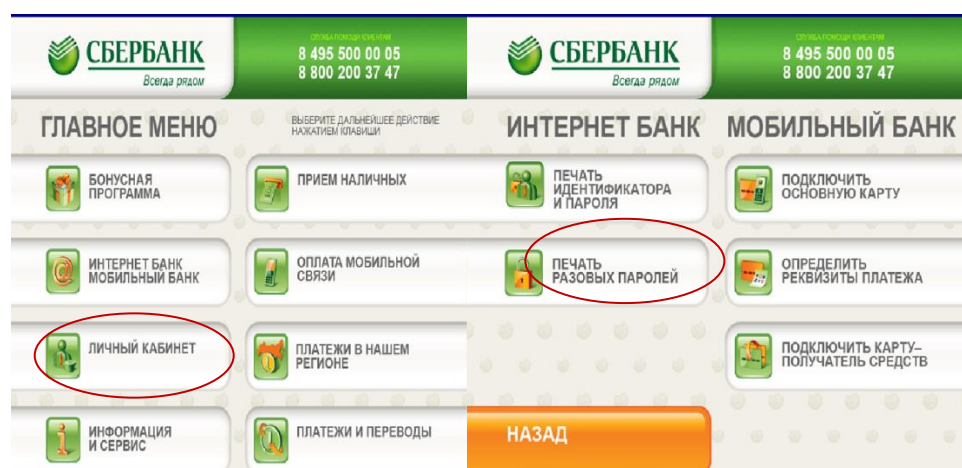 СБЕРБАНК
Всегда рядом
СЛУЖБА ПОМОЩИ КЛИЕНТАМ
8 495 500 00 05
8 800 200 37 47
ГЛАВНОЕ МЕНЮ
ВЫБЕРИТЕ ДАЛЬНЕЙШЕЕ ДЕЙСТВИЕ
НАЖАТИЕМ КЛАВИШИ
БОНУСНАЯ
ПРОГРАММА
ПРИЕМ НАЛИЧНЫХ
ИНТЕРНЕТ БАНК
МОБИЛЬНЫЙ БАНК
ОПЛАТА МОБИЛЬНОЙ
СВЯЗИ
ЛИЧНЫЙ КАБИНЕТ
ПЛАТЕЖИ В НАШЕМ
РЕГИОНЕ
ИНФОРМАЦИЯ
И СЕРВИС
ПЛАТЕЖИ И ПЕРЕВОДЫ
СБЕРБАНК
Всегда рядом
СЛУЖБА ПОМОЩИ КЛИЕНТАМ
8 495 500 00 05
8 800 200 37 47
ИНТЕРНЕТ БАНК
МОБИЛЬНЫЙ БАНК
ПЕЧАТЬ
ИДЕНТИФИКАТОРА
И ПАРОЛЯ
ПОДКЛЮЧИТЬ
ОСНОВНУЮ КАРТУ
ПЕЧАТЬ
РАЗОВЫХ ПАРОЛЕЙ
ОПРЕДЕЛИТЬ
РЕКВИЗИТЫ ПЛАТЕЖА
ПОДКЛЮЧИТЬ КАРТУ–
ПОЛУЧАТЕЛЬ СРЕДСТВ
НАЗАД